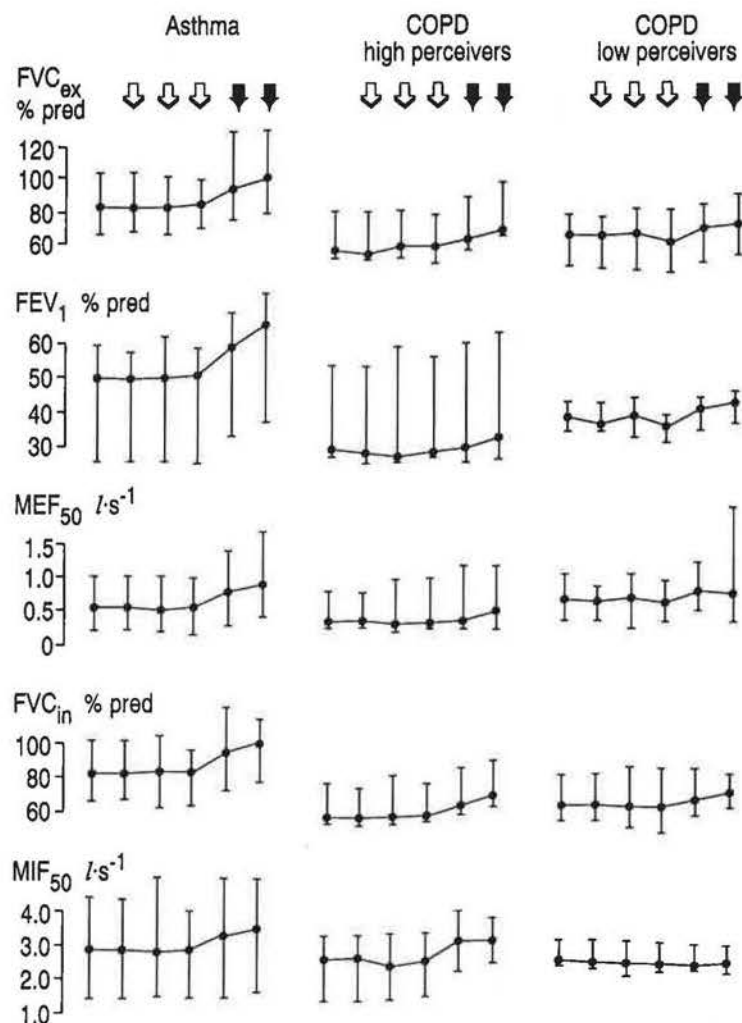 Asthma
COPD
high perceivers
COPD
low perceivers
FVCex
% pred
120
100
80
60
FEV1 % pred
60
50
40
30
MEF50 l·s-1
1.5
1.0
0.5
0
FVCin % pred
100
80
60
MIF50 l·s-1
4.0
3.0
2.0
1.0